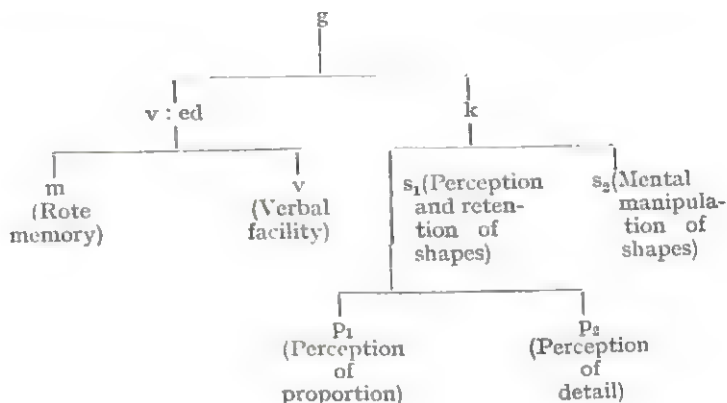 g
v : ed
k
m
(Rote
memory)
v
(Verbal
facility)
s₁(Perception
and reten-
tion of
shapes)
s₂(Mental
manipula-
tion of
shapes)
p₁
(Perception
of
proportion)
p₂
(Perception
of
detail)